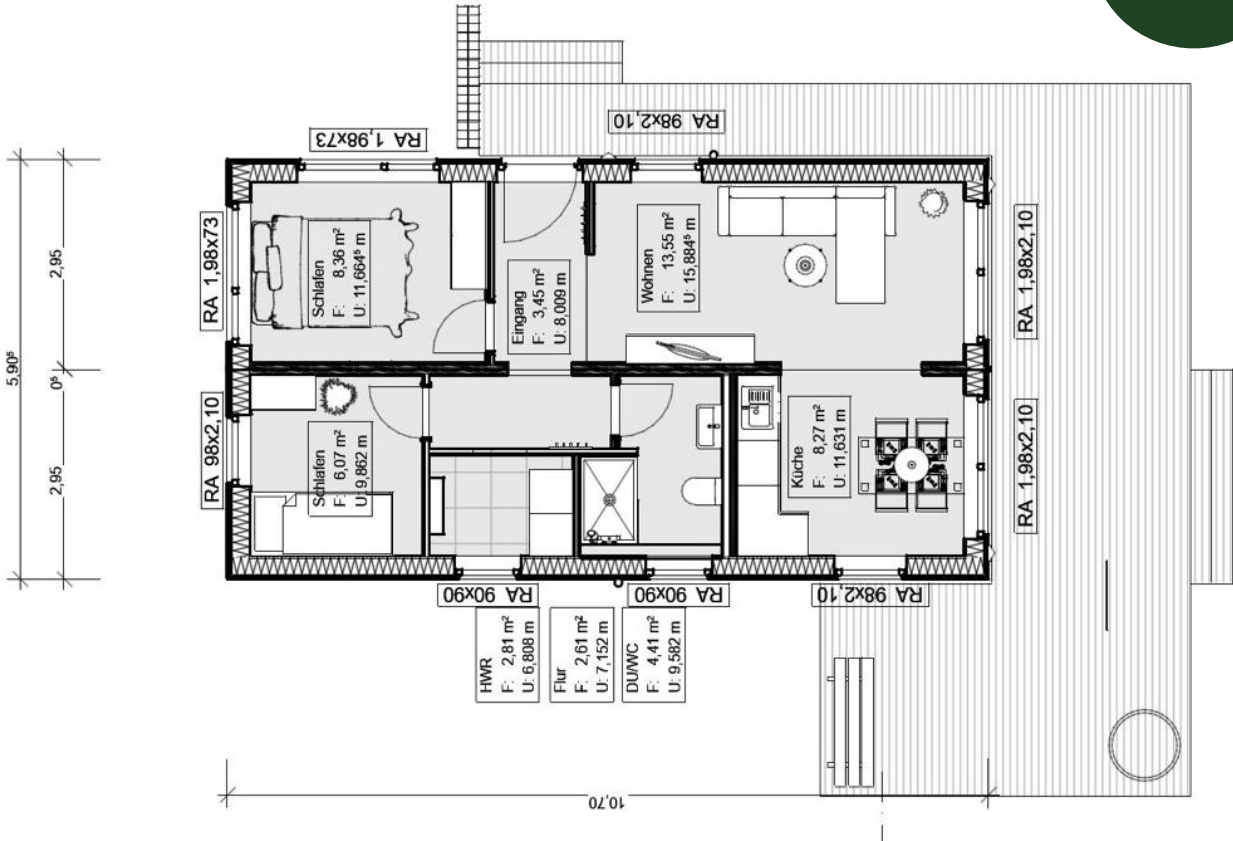 RA 1,98x73
RA 98x2,10
RA 1,98x73
RA 98x2,10
5,90⁵
2,95
0⁵
2,95
Schlafen
F: 8,36 m²
U: 11,664⁵ m
Eingang
F: 3,45 m²
U: 8,009 m
Wohnen
F: 13,55 m²
U: 15,884⁵ m
RA 1,98x2,10
Schlafen
F: 6,07 m²
U: 9,862 m
Küche
F: 8,27 m²
U: 11,631 m
RA 1,98x2,10
RA 90x90
RA 90x90
RA 98x2,10
HWR
F: 2,81 m²
U: 6,808 m
Flur
F: 2,61 m²
U: 7,152 m
DU/WC
F: 4,41 m²
U: 9,582 m
10,70